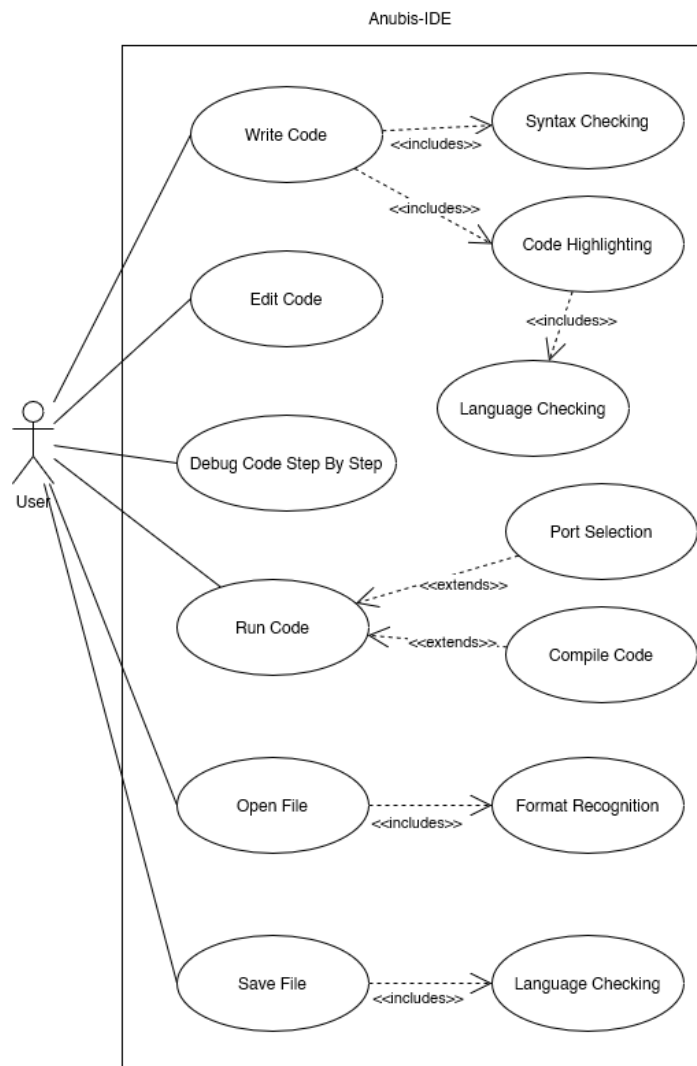 Anubis-IDE
Syntax Checking
Write Code
<<includes>>
<<includes>>
Code Highlighting
Edit Code
<<includes>>
Language Checking
Debug Code Step By Step
User
Port Selection
<<extends>>
Run Code
<<extends>>
Compile Code
Open File
Format Recognition
<<includes>>
Save File
Language Checking
<<includes>>